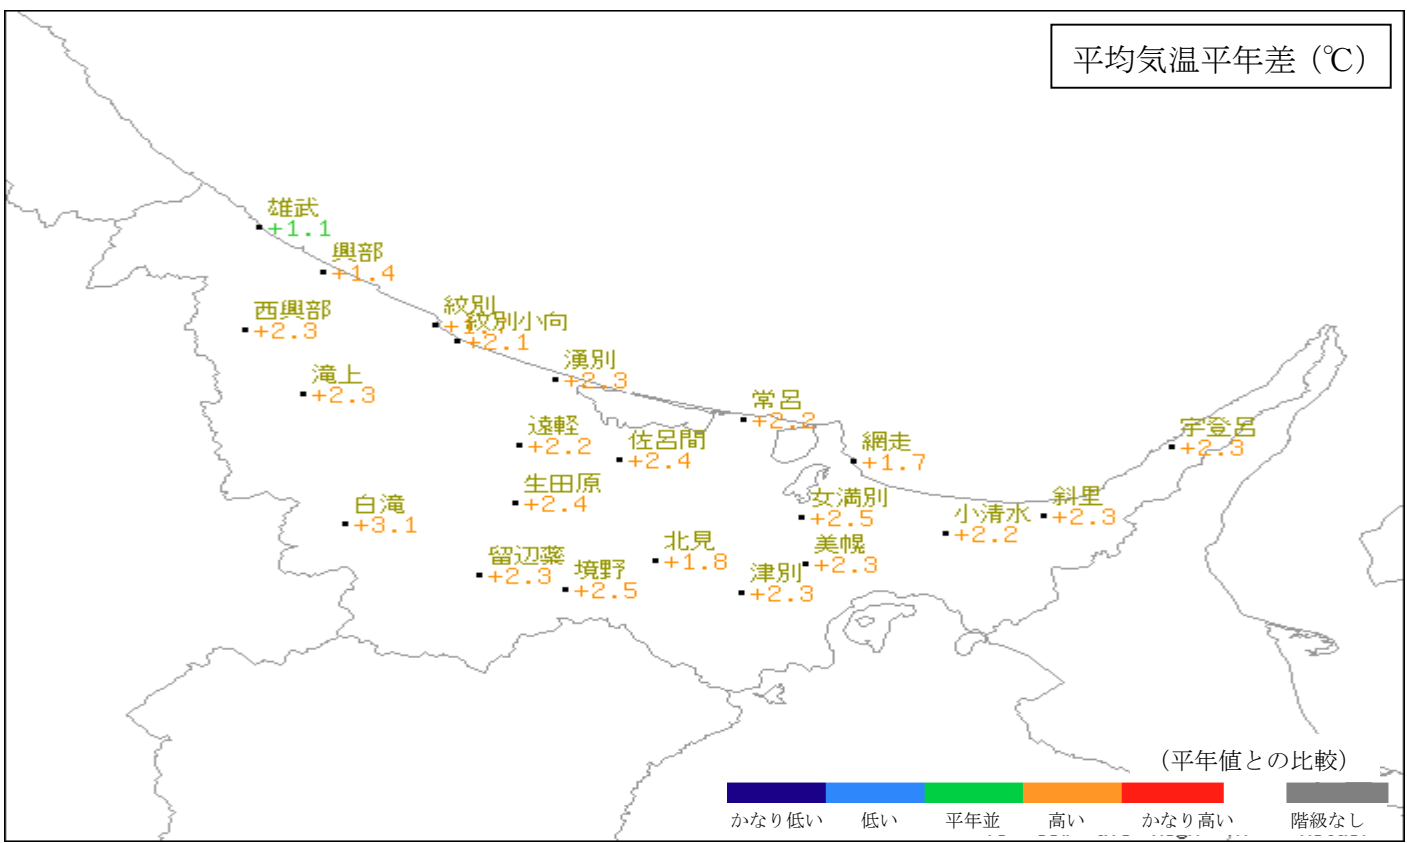 平均気温平年差（℃）
雄武
+1.1
興部
+1.4
西興部
+2.3
紋別
紋別小向
+2.1
湧別
+2.3
滝上
+2.3
常呂
+2.2
遠軽
+2.2
佐呂間
+2.4
網走
+1.7
宇登呂
+2.3
生田原
+2.4
白滝
+3.1
女満別
+2.5
小清水
+2.2
斜里
+2.3
北見
+1.8
美幌
+2.3
留辺蘂
+2.3
境野
+2.5
津別
+2.3
（平年値との比較）
かなり低い 低い 平年並 高い かなり高い 階級なし